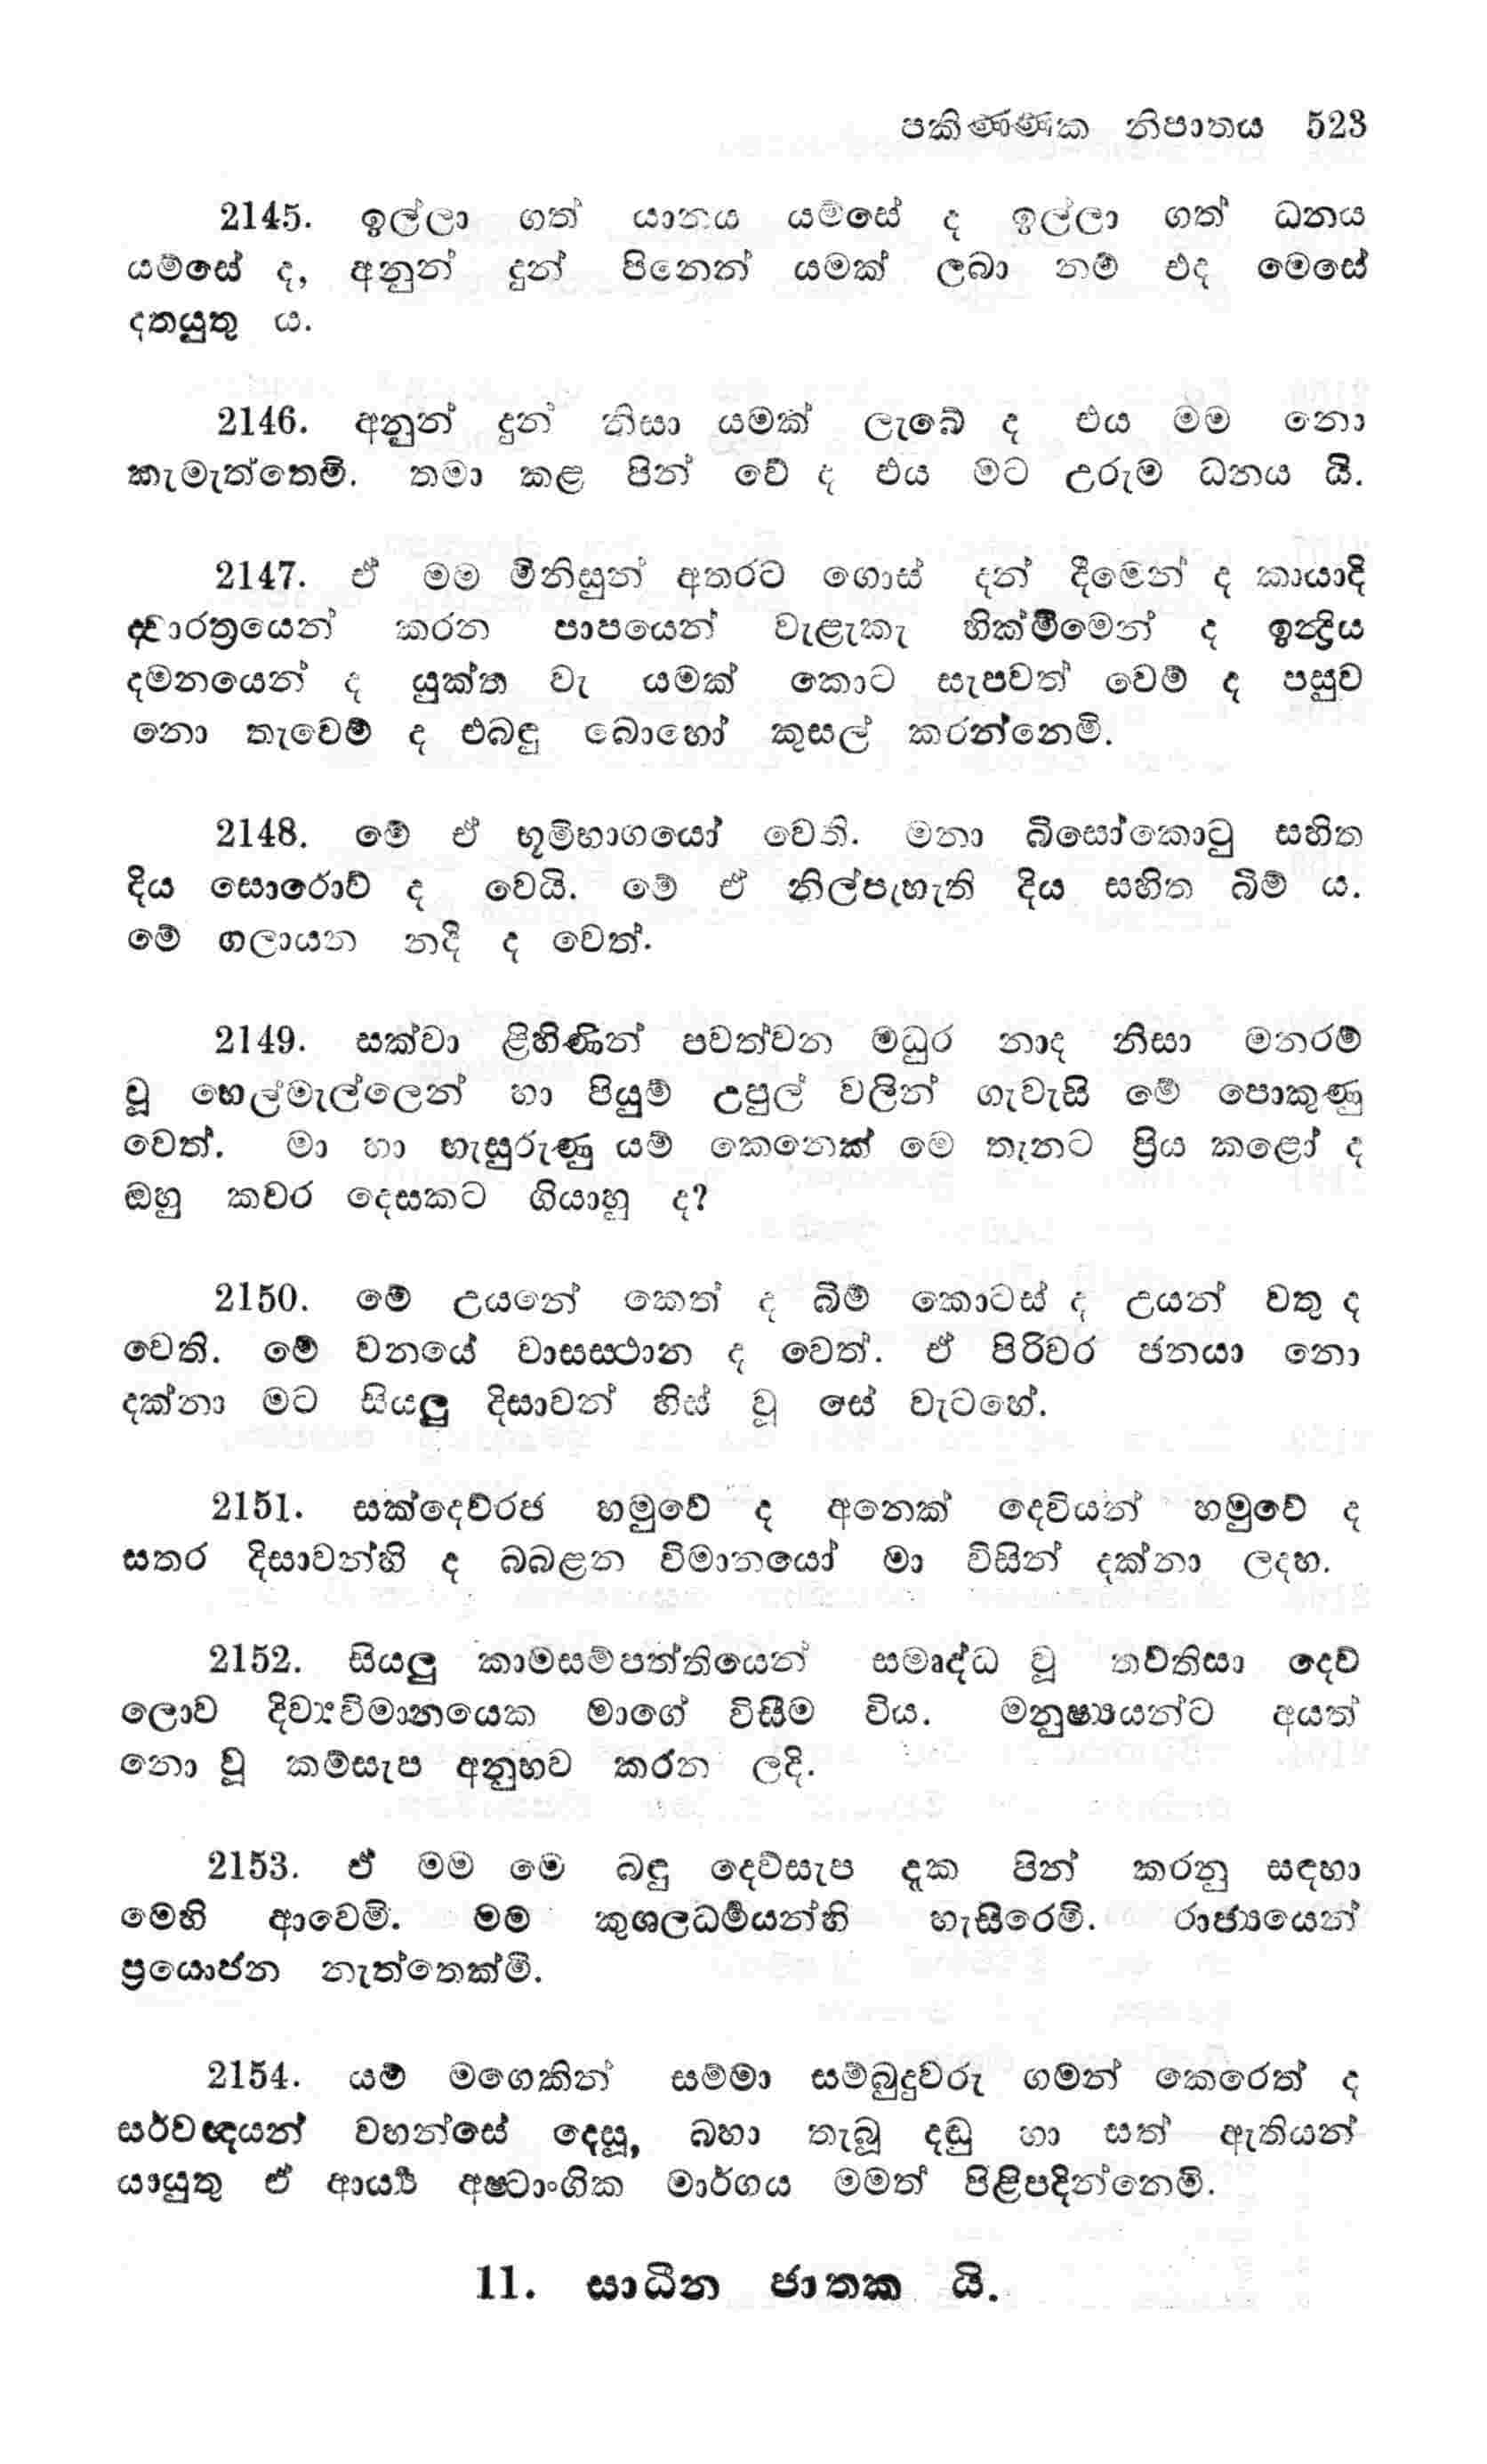 පකිණ්ණක නිපාතය 523
2145. ඉල්ලා ගත් යානය යම්සේ ද ඉල්ලා ගත් ධනය
යම්සේ ද, අනුන් දුන් පිනෙන් යමක් ලබා නම් එද මෙසේ
දතයුතු ය.
2146. අනුන් දුන් නිසා යමක් ලැබේ ද එය මම නො
කැමැත්තෙමි. තමා කළ පින් වේ ද එය මට උරුම ධනය යි.
2147. ඒ මම මිනිසුන් අතරට ගොස් දන් දීමෙන් ද කායාදි
ද්වාරත්‍රයෙන් කරන පාපයෙන් වැළැකැ හික්මීමෙන් ද ඉන්‍ද්‍රිය
දමනයෙන් ද යුක්ත වැ යමක් කොට සැපවත් වෙම් ද පසුව
නො තැවෙම් ද එබඳු බොහෝ කුසල් කරන්නෙමි.
2148. මේ ඒ භූමිභාගයෝ වෙති. මනා බිසෝකොටු සහිත
දිය සොරොව් ද වෙයි. මේ ඒ නිල්පැහැති දිය සහිත බිම් ය.
මේ ගලායන නදී ද වෙත්.
2149. සක්වා ළිහිණින් පවත්වන මධුර නාද නිසා මනරම්
වූ හෙල්මැල්ලෙන් හා පියුම් උපුල් වලින් ගැවැසි මේ පොකුණු
වෙත්. මා හා හැසුරුණු යම් කෙනෙක් මෙ තැනට ප්‍රිය කළෝ ද
ඔහු කවර දෙසකට ගියාහු ද?
2150. මේ උයනේ කෙත් ද බිම් කොටස් ද උයන් වතු ද
වෙති. මේ වනයේ වාසස්ථාන ද වෙත්. ඒ පිරිවර ජනයා නො
දක්නා මට සියලු දිසාවන් හිස් වූ සේ වැටහේ.
2151. සක්දෙව්රජ හමුවේ ද අනෙක් දෙවියන් හමුවේ ද
සතර දිසාවන්හි ද බබළන විමානයෝ මා විසින් දක්නා ලදහ.
2152. සියලු කාමසම්පත්තියෙන් සමෘද්ධ වූ තව්තිසා දෙව්
ලොව දිව්‍යවිමානයෙක මාගේ විසීම විය. මනුෂ්‍යයන්ට අයත්
නො වූ කම්සැප අනුභව කරන ලදි.
2153. ඒ මම මෙ බඳු දෙව්සැප දැක පින් කරනු සඳහා
මෙහි ආවෙමි. මම කුශලධර්‍මයන්හි හැසිරෙමි. රාජ්‍යයෙන්
ප්‍රයොජන නැත්තෙක්මි.
2154. යම් මගෙකින් සම්මා සම්බුදුවරු ගමන් කෙරෙත් ද
සර්වඥයන් වහන්සේ දෙසූ, බහා තැබූ දඬු හා සත් ඇතියන්
යායුතු ඒ ආර්‍ය්‍ය අෂ්ටාංගික මාර්ගය මමත් පිළිපදින්නෙමි.
11. සාධීන ජාතක යි.